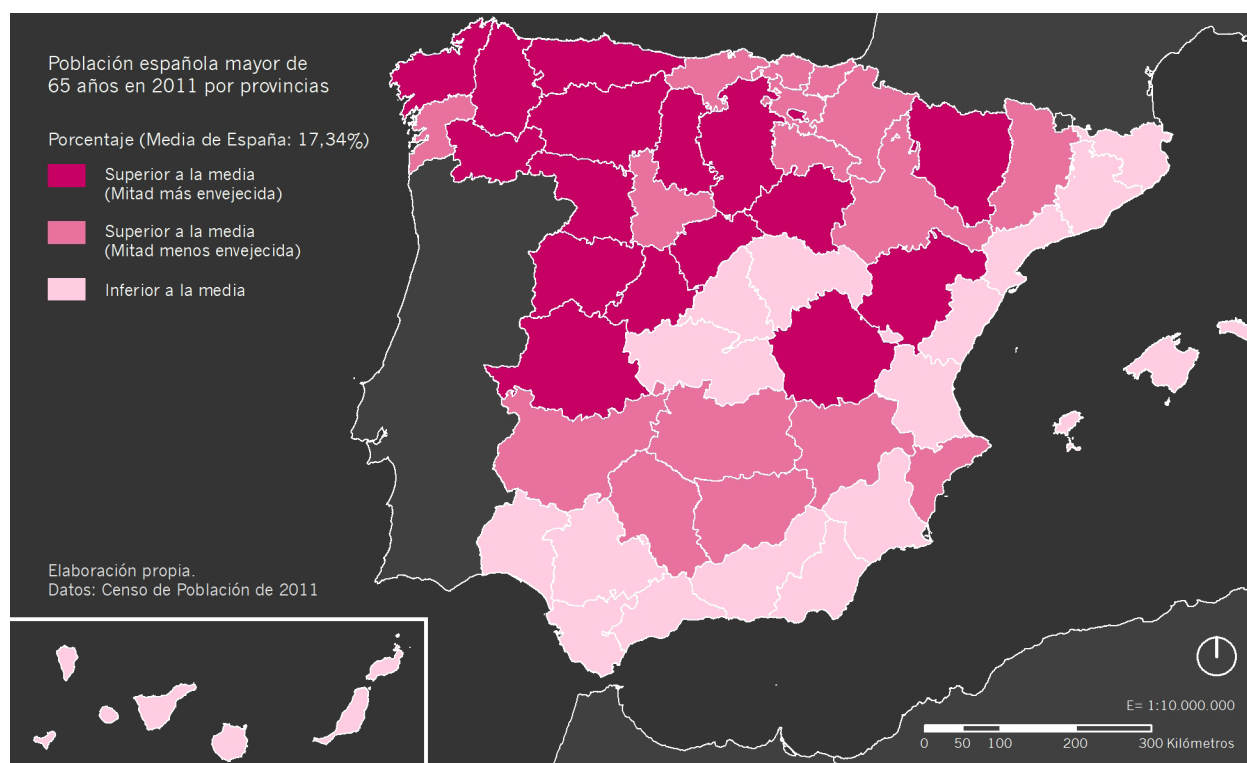 Población española mayor de
65 años en 2011 por provincias
Porcentaje (Media de España: 17,34%)
Superior a la media
(Mitad más envejecida)
Superior a la media
(Mitad menos envejecida)
Inferior a la media
Elaboración propia.
Datos: Censo de Población de 2011
E= 1:10.000.000
0 50 100 200 300 Kilómetros